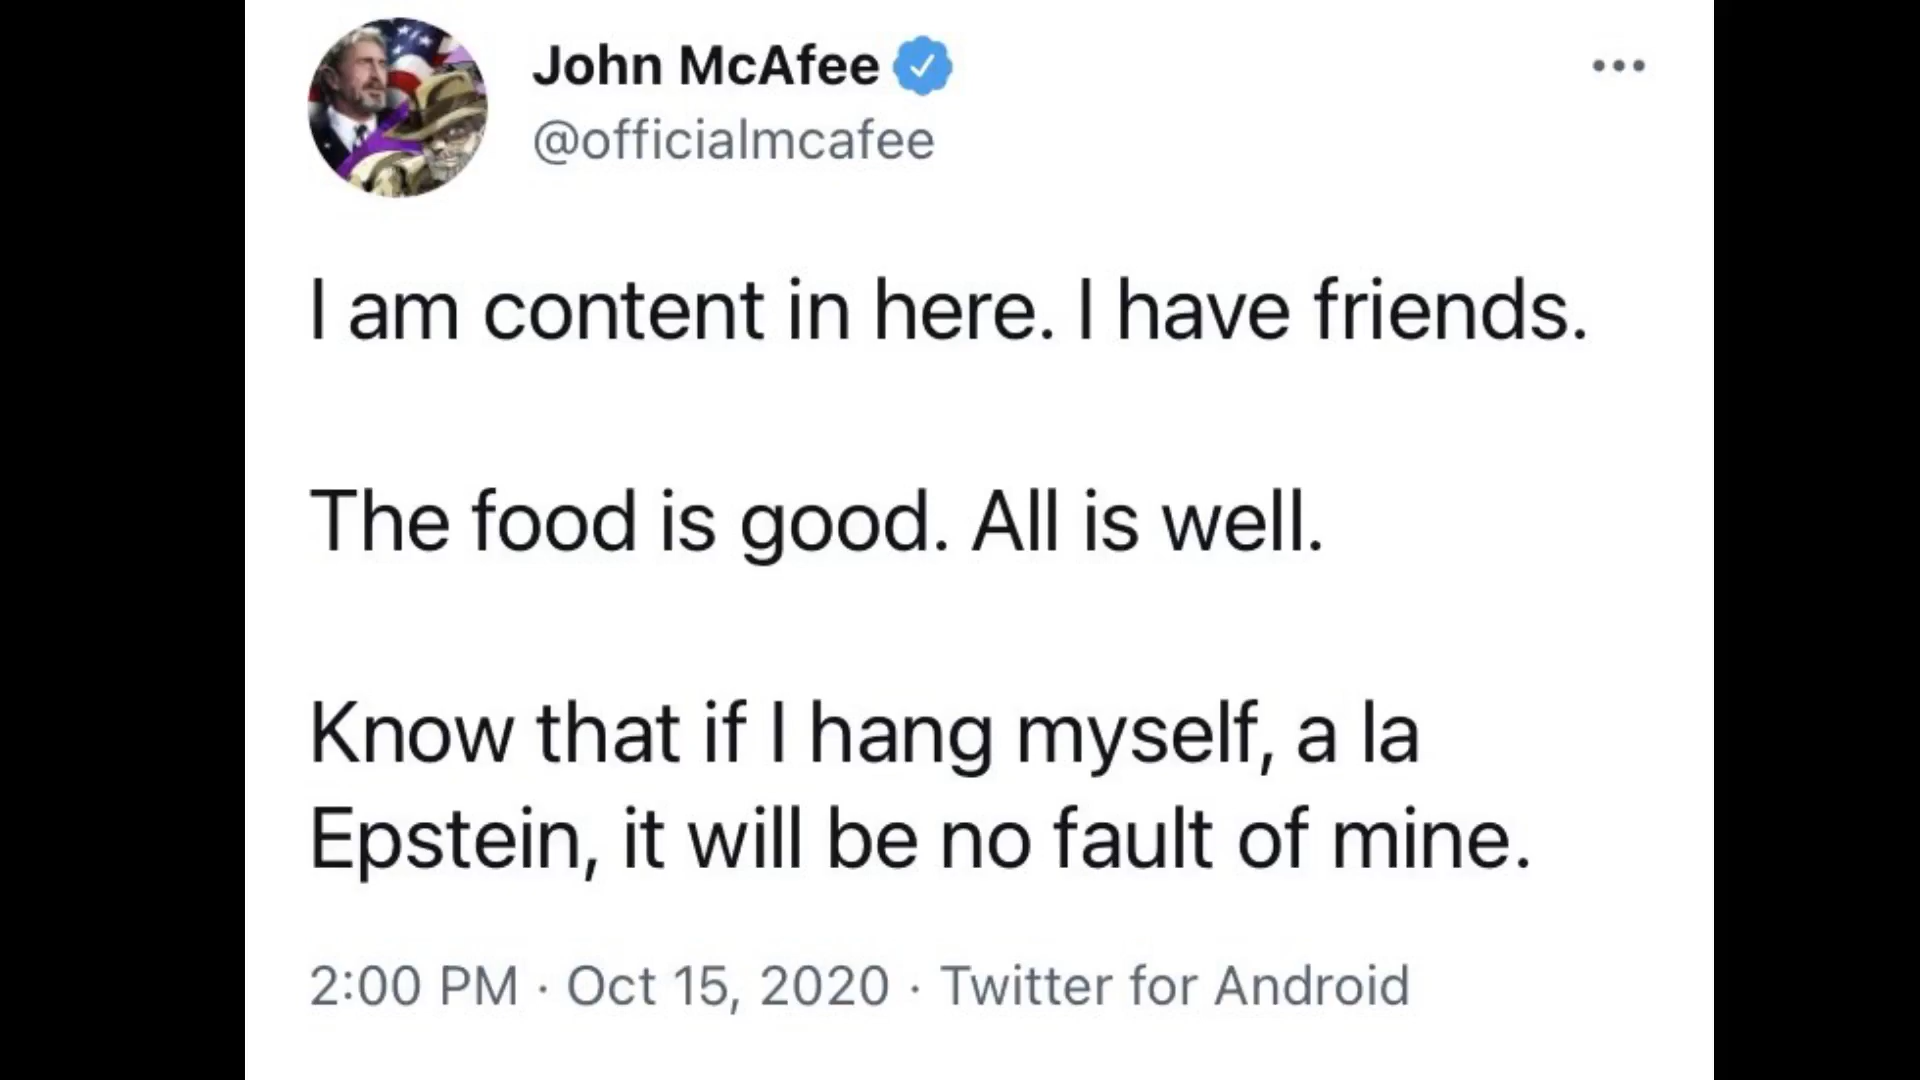 John McAfee
@officialmcafee
I am content in here. I have friends.
The food is good. All is well.
Know that if I hang myself, a la
Epstein, it will be no fault of mine.
2:00 PM · Oct 15, 2020 · Twitter for Android